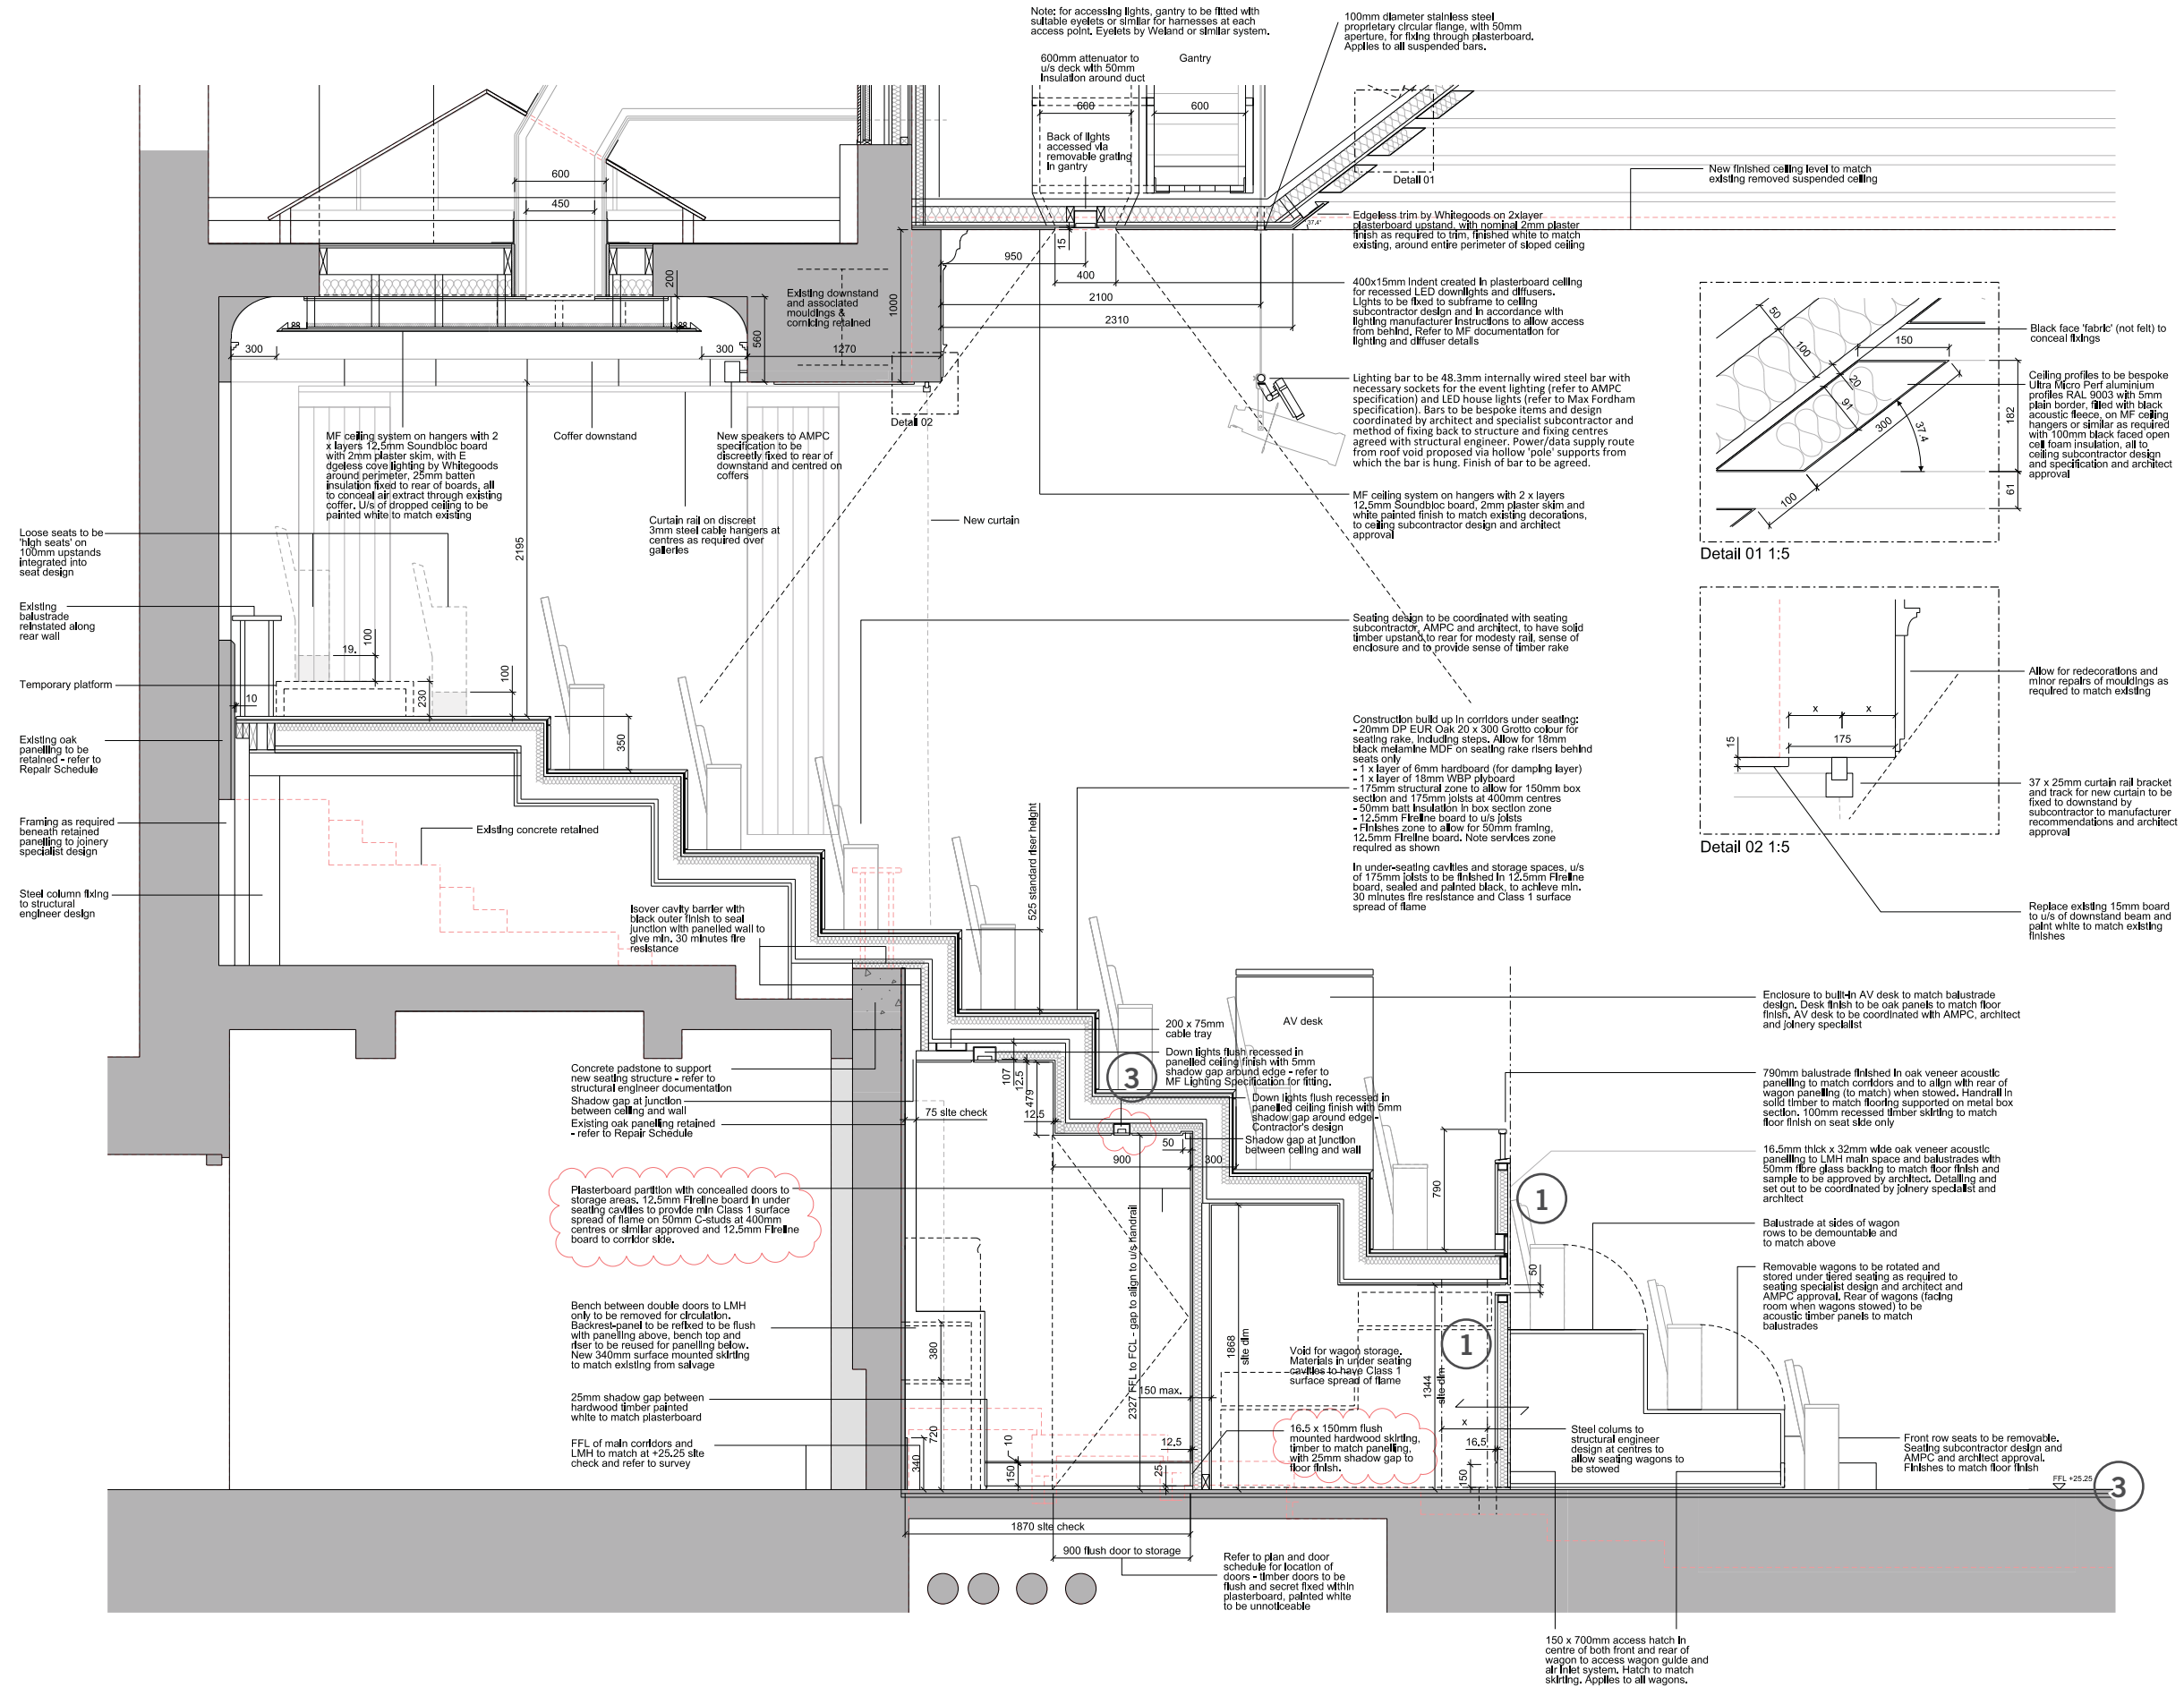 Note: for accessing lights, gantry to be fitted with
suitable eyelets or similar for harnesses at each
access point. Eyelets by Weland or similar system.
100mm diameter stainless steel
proprietary circular flange, with 50mm
aperture, for fixing through plasterboard.
Applies to all suspended bars.
600mm attenuator to
u/s deck with 50mm
insulation around duct
Gantry
600
600
Back of lights
accessed via
removable grating
in gantry
Detail 01
New finished ceiling level to match
existing removed suspended ceiling
600
450
Edgeless trim by Whitegoods on 2xlayer
plasterboard upstand, with nominal 2mm plaster
finish as required to trim, finished white to match
existing, around entire perimeter of sloped ceiling
37.4°
15
950
400
2100
2310
200
1000
560
300
300
1270
Existing downstand
and associated
mouldings &
cornicing retained
400x15mm indent created in plasterboard ceiling
for recessed LED downlights and diffusers.
Lights to be fixed to subframe to ceiling
subcontractor design and in accordance with
lighting manufacturer instructions to allow access
from behind. Refer to MF documentation for
lighting and diffuser details
50
100
150
20
91
300
37.4
100
182
61
Black face 'fabric' (not felt) to
conceal fixings
Ceiling profiles to be bespoke
Ultra Micro Perf aluminium
profiles RAL 9003 with 5mm
plain border, filled with black
acoustic fleece, on MF ceiling
hangers or similar as required
with 100mm black faced open
cell foam insulation, all to
ceiling subcontractor design
and specification and architect
approval
Detail 01 1:5
Lighting bar to be 48.3mm internally wired steel bar with
necessary sockets for the event lighting (refer to AMPC
specification) and LED house lights (refer to Max Fordham
specification). Bars to be bespoke items and design
coordinated by architect and specialist subcontractor and
method of fixing back to structure and fixing centres
agreed with structural engineer. Power/data supply route
from roof void proposed via hollow 'pole' supports from
which the bar is hung. Finish of bar to be agreed.
Detail 02
MF ceiling system on hangers with 2
x layers 12.5mm Soundbloc board
with 2mm plaster skim, with E
dgeless cove lighting by Whitegoods
around perimeter, 25mm batten
insulation fixed to rear of boards, all
to conceal air extract through existing
coffer. U/s of dropped ceiling to be
painted white to match existing
Coffer downstand
New speakers to AMPC
specification to be
discreetly fixed to rear of
downstand and centred on
coffers
MF ceiling system on hangers with 2 x layers
12.5mm Soundbloc board, 2mm plaster skim and
white painted finish to match existing decorations,
to ceiling subcontractor design and architect
approval
Curtain rail on discreet
3mm steel cable hangers at
centres as required over
galleries
New curtain
2195
Loose seats to be
'high seats' on
100mm upstands
integrated into
seat design
Existing
balustrade
reinstated along
rear wall
Temporary platform
Existing oak
panelling to be
retained - refer to
Repair Schedule
Framing as required
beneath retained
panelling to joinery
specialist design
Steel column fixing
to structural
engineer design
100
19.
230
100
10
350
Existing concrete retained
Seating design to be coordinated with seating
subcontractor, AMPC and architect, to have solid
timber upstand to rear for modesty rail, sense of
enclosure and to provide sense of timber rake
Construction build up in corridors under seating:
- 20mm DP EUR Oak 20 x 300 Grotto colour for
seating rake, including steps. Allow for 18mm
black melamine MDF on seating rake risers behind
seats only
- 1 x layer of 6mm hardboard (for damping layer)
- 1 x layer of 18mm WBP plyboard
- 175mm structural zone to allow for 150mm box
section and 175mm joists at 400mm centres
- 50mm batt insulation in box section zone
- 12.5mm Fireline board to u/s joists
- Finishes zone to allow for 50mm framing,
12.5mm Fireline board. Note services zone
required as shown
In under-seating cavities and storage spaces, u/s
of 175mm joists to be finished in 12.5mm Fireline
board, sealed and painted black, to achieve min.
30 minutes fire resistance and Class 1 surface
spread of flame
x
x
175
15
Allow for redecorations and
minor repairs of mouldings as
required to match existing
37 x 25mm curtain rail bracket
and track for new curtain to be
fixed to downstand by
subcontractor to manufacturer
recommendations and architect
approval
Detail 02 1:5
Replace existing 15mm board
to u/s of downstand beam and
paint white to match existing
finishes
525 standard riser height
Isover cavity barrier with
black outer finish to seal
junction with panelled wall to
give min. 30 minutes fire
resistance
Concrete padstone to support
new seating structure - refer to
structural engineer documentation
Shadow gap at junction
between ceiling and wall
Existing oak panelling retained
- refer to Repair Schedule
200 x 75mm
cable tray
Down lights flush recessed in
panelled ceiling finish with 5mm
shadow gap around edge - refer to
MF Lighting Specification for fitting.
3
Down lights flush recessed in
panelled ceiling finish with 5mm
shadow gap around edge -
Contractor's design
Shadow gap at junction
between ceiling and wall
AV desk
107
12.5
479
75 site check
12.5
50
900
300
790
Enclosure to built-in AV desk to match balustrade
design. Desk finish to be oak panels to match floor
finish. AV desk to be coordinated with AMPC, architect
and joinery specialist
790mm balustrade finished in oak veneer acoustic
panelling to match corridors and to align with rear of
wagon panelling (to match) when stowed. Handrail in
solid timber to match flooring supported on metal box
section. 100mm recessed timber skirting to match
floor finish on seat side only
16.5mm thick x 32mm wide oak veneer acoustic
panelling to LMH main space and balustrades with
50mm fibre glass backing to match floor finish and
sample to be approved by architect. Detailing and
set out to be coordinated by joinery specialist and
architect
1
Balustrade at sides of wagon
rows to be demountable and
to match above
Removable wagons to be rotated and
stored under tiered seating as required to
seating specialist design and architect and
AMPC approval. Rear of wagons (facing
room when wagons stowed) to be
acoustic timber panels to match
balustrades
Plasterboard partition with concealled doors to
storage areas. 12.5mm Fireline board in under
seating cavities to provide min Class 1 surface
spread of flame on 50mm C-studs at 400mm
centres or similar approved and 12.5mm Fireline
board to corridor side.
Bench between double doors to LMH
only to be removed for circulation.
Backrest-panel to be refixed to be flush
with panelling above, bench top and
riser to be reused for panelling below.
New 340mm surface mounted skirting
to match existing from salvage
25mm shadow gap between
hardwood timber painted
white to match plasterboard
FFL of main corridors and
LMH to match at +25.25 site
check and refer to survey
380
720
340
10
150
2327 FFL to FCL - gap to align to u/s handrail
150 max.
12.5
25
1868
site dim
50
1
Void for wagon storage.
Materials in under seating
cavities to have Class 1
surface spread of flame
1344
site dim
x
16.5
150
16.5 x 150mm flush
mounted hardwood skirting,
timber to match panelling,
with 25mm shadow gap to
floor finish.
Steel colums to
structural engineer
design at centres to
allow seating wagons to
be stowed
Front row seats to be removable.
Seating subcontractor design and
AMPC and architect approval.
Finishes to match floor finish
FFL +25.25
3
1870 site check
900 flush door to storage
Refer to plan and door
schedule for location of
doors - timber doors to be
flush and secret fixed within
plasterboard, painted white
to be unnoticeable
150 x 700mm access hatch in
centre of both front and rear of
wagon to access wagon guide and
air inlet system. Hatch to match
skirting. Applies to all wagons.